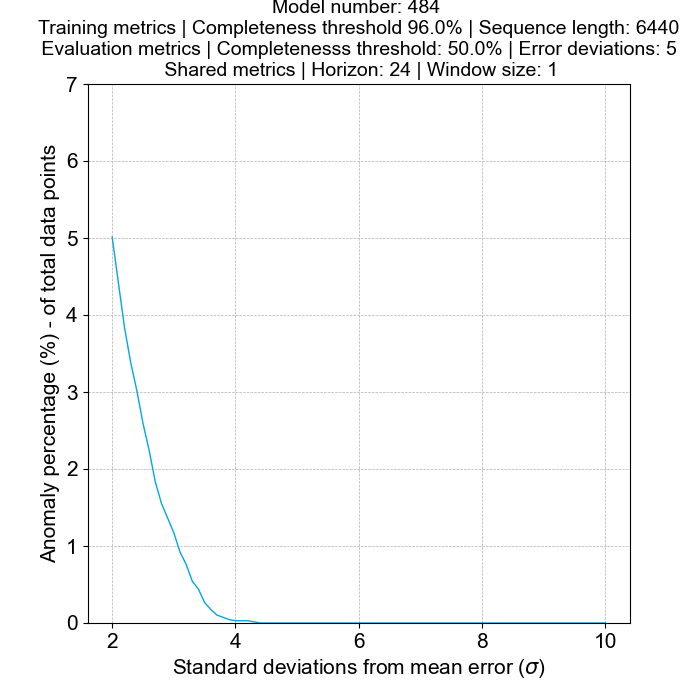 Model number: 484
Training metrics | Completeness threshold 96.0% | Sequence length: 6440
Evaluation metrics | Completenesss threshold: 50.0% | Error deviations: 5
Shared metrics | Horizon: 24 | Window size: 1
7
6
5
4
3
2
1
0
Anomaly percentage (%) - of total data points
2 4 6 8 10
Standard deviations from mean error (σ)